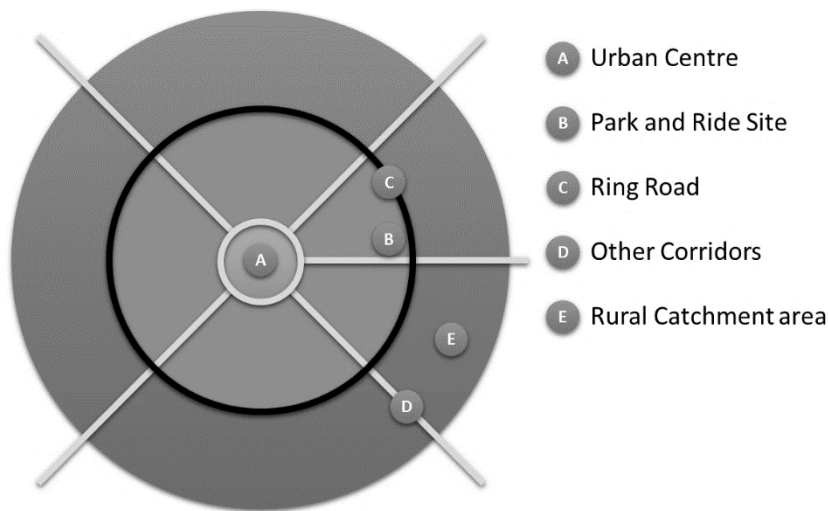 C
B
A
E
D
A Urban Centre
B Park and Ride Site
C Ring Road
D Other Corridors
E Rural Catchment area